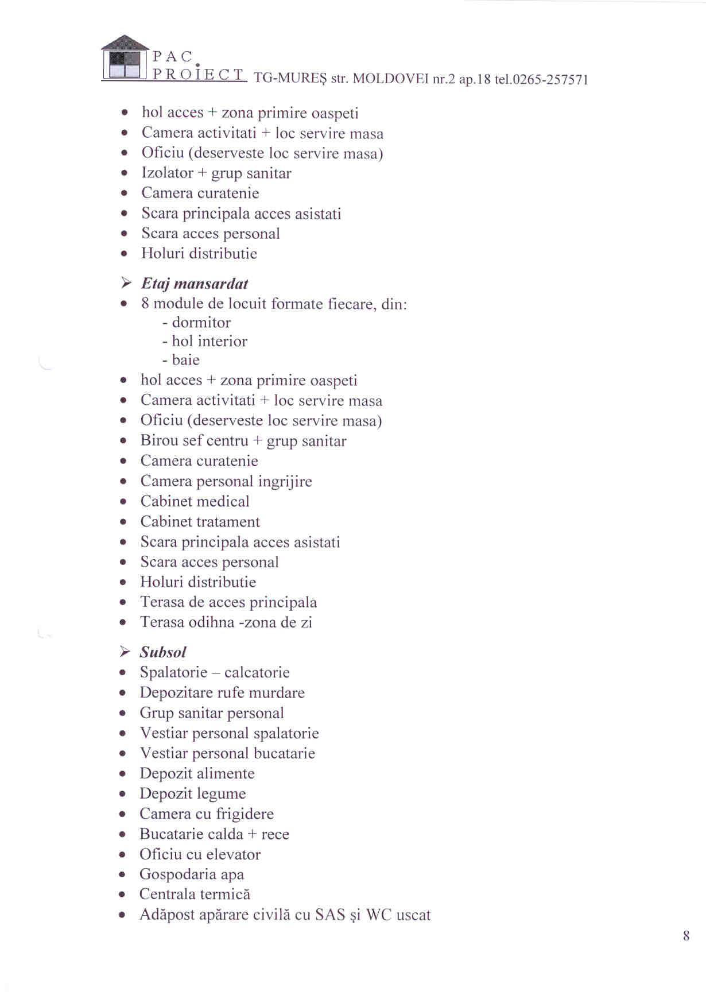 PAC
PROIECT TG-MUREŞ str. MOLDOVEI nr.2 ap.18 tel.0265-257571
• hol acces + zona primire oaspeti
• Camera activitati + loc servire masa
• Oficiu (deserveste loc servire masa)
• Izolator + grup sanitar
• Camera curatenie
• Scara principala acces asistati
• Scara acces personal
• Holuri distributie
➢ Etaj mansardat
• 8 module de locuit formate fiecare, din:
- dormitor
- hol interior
- baie
• hol acces + zona primire oaspeti
• Camera activitati + loc servire masa
• Oficiu (deserveste loc servire masa)
• Birou sef centru + grup sanitar
• Camera curatenie
• Camera personal ingrijire
• Cabinet medical
• Cabinet tratament
• Scara principala acces asistati
• Scara acces personal
• Holuri distributie
• Terasa de acces principala
• Terasa odihna -zona de zi
➢ Subsol
• Spalatorie – calcatorie
• Depozitare rufe murdare
• Grup sanitar personal
• Vestiar personal spalatorie
• Vestiar personal bucatarie
• Depozit alimente
• Depozit legume
• Camera cu frigidere
• Bucatarie calda + rece
• Oficiu cu elevator
• Gospodaria apa
• Centrala termică
• Adăpost apărare civilă cu SAS şi WC uscat
8